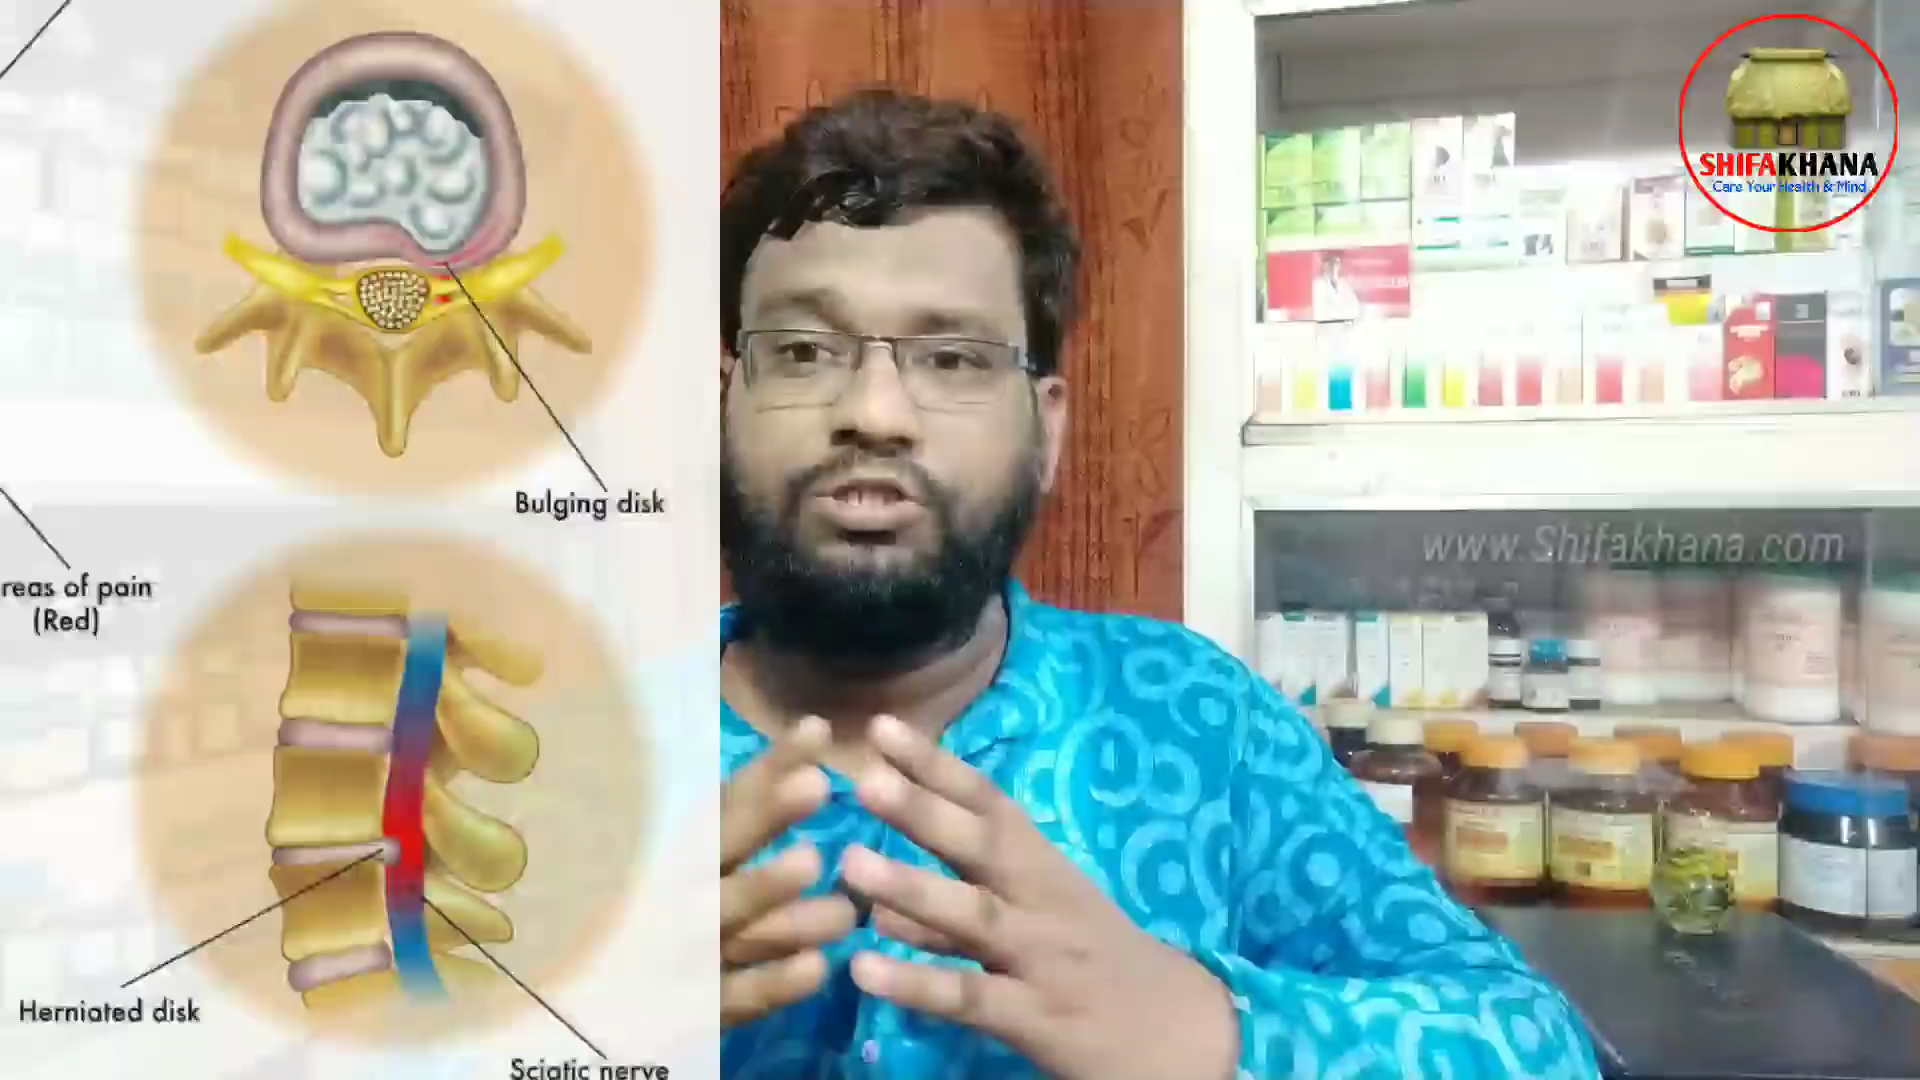 Bulging disk
reas of pain
(Red)
Herniated disk
Sciatic nerve
SHIFAKHANA
Care Your Health & Mind
www.Shifakhana.com